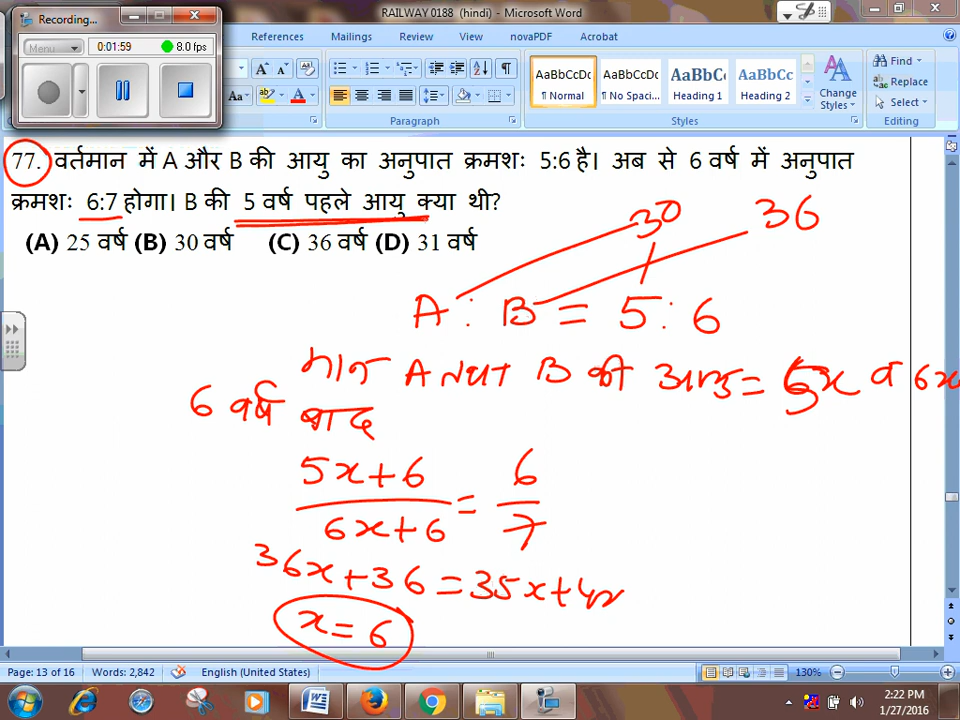 Recording...
RAILWAY 0188 (hindi) - Microsoft Word
Menu 0:01:59 8.0 fps
References Mailings Review View novaPDF Acrobat
AaBbCcDc AaBbCcDc AaBbCc AaBbCc
¶ Normal ¶ No Spaci... Heading 1 Heading 2
Change Styles
Find
Replace
Select
Paragraph Styles Editing
77. वर्तमान में A और B की आयु का अनुपात क्रमशः 5:6 है। अब से 6 वर्ष में अनुपात
क्रमशः 6:7 होगा। B की 5 वर्ष पहले आयु क्या थी?
(A) 25 वर्ष (B) 30 वर्ष (C) 36 वर्ष (D) 31 वर्ष
30 36
A : B = 5 : 6
माना A तथा B की = 5x व 6x
6 वर्ष बाद
5x+6 / 6x+6 = 6 / 7
36x+36 = 35x+42
x = 6
Page: 13 of 16 Words: 2,842 English (United States) 130%
2:22 PM
1/27/2016